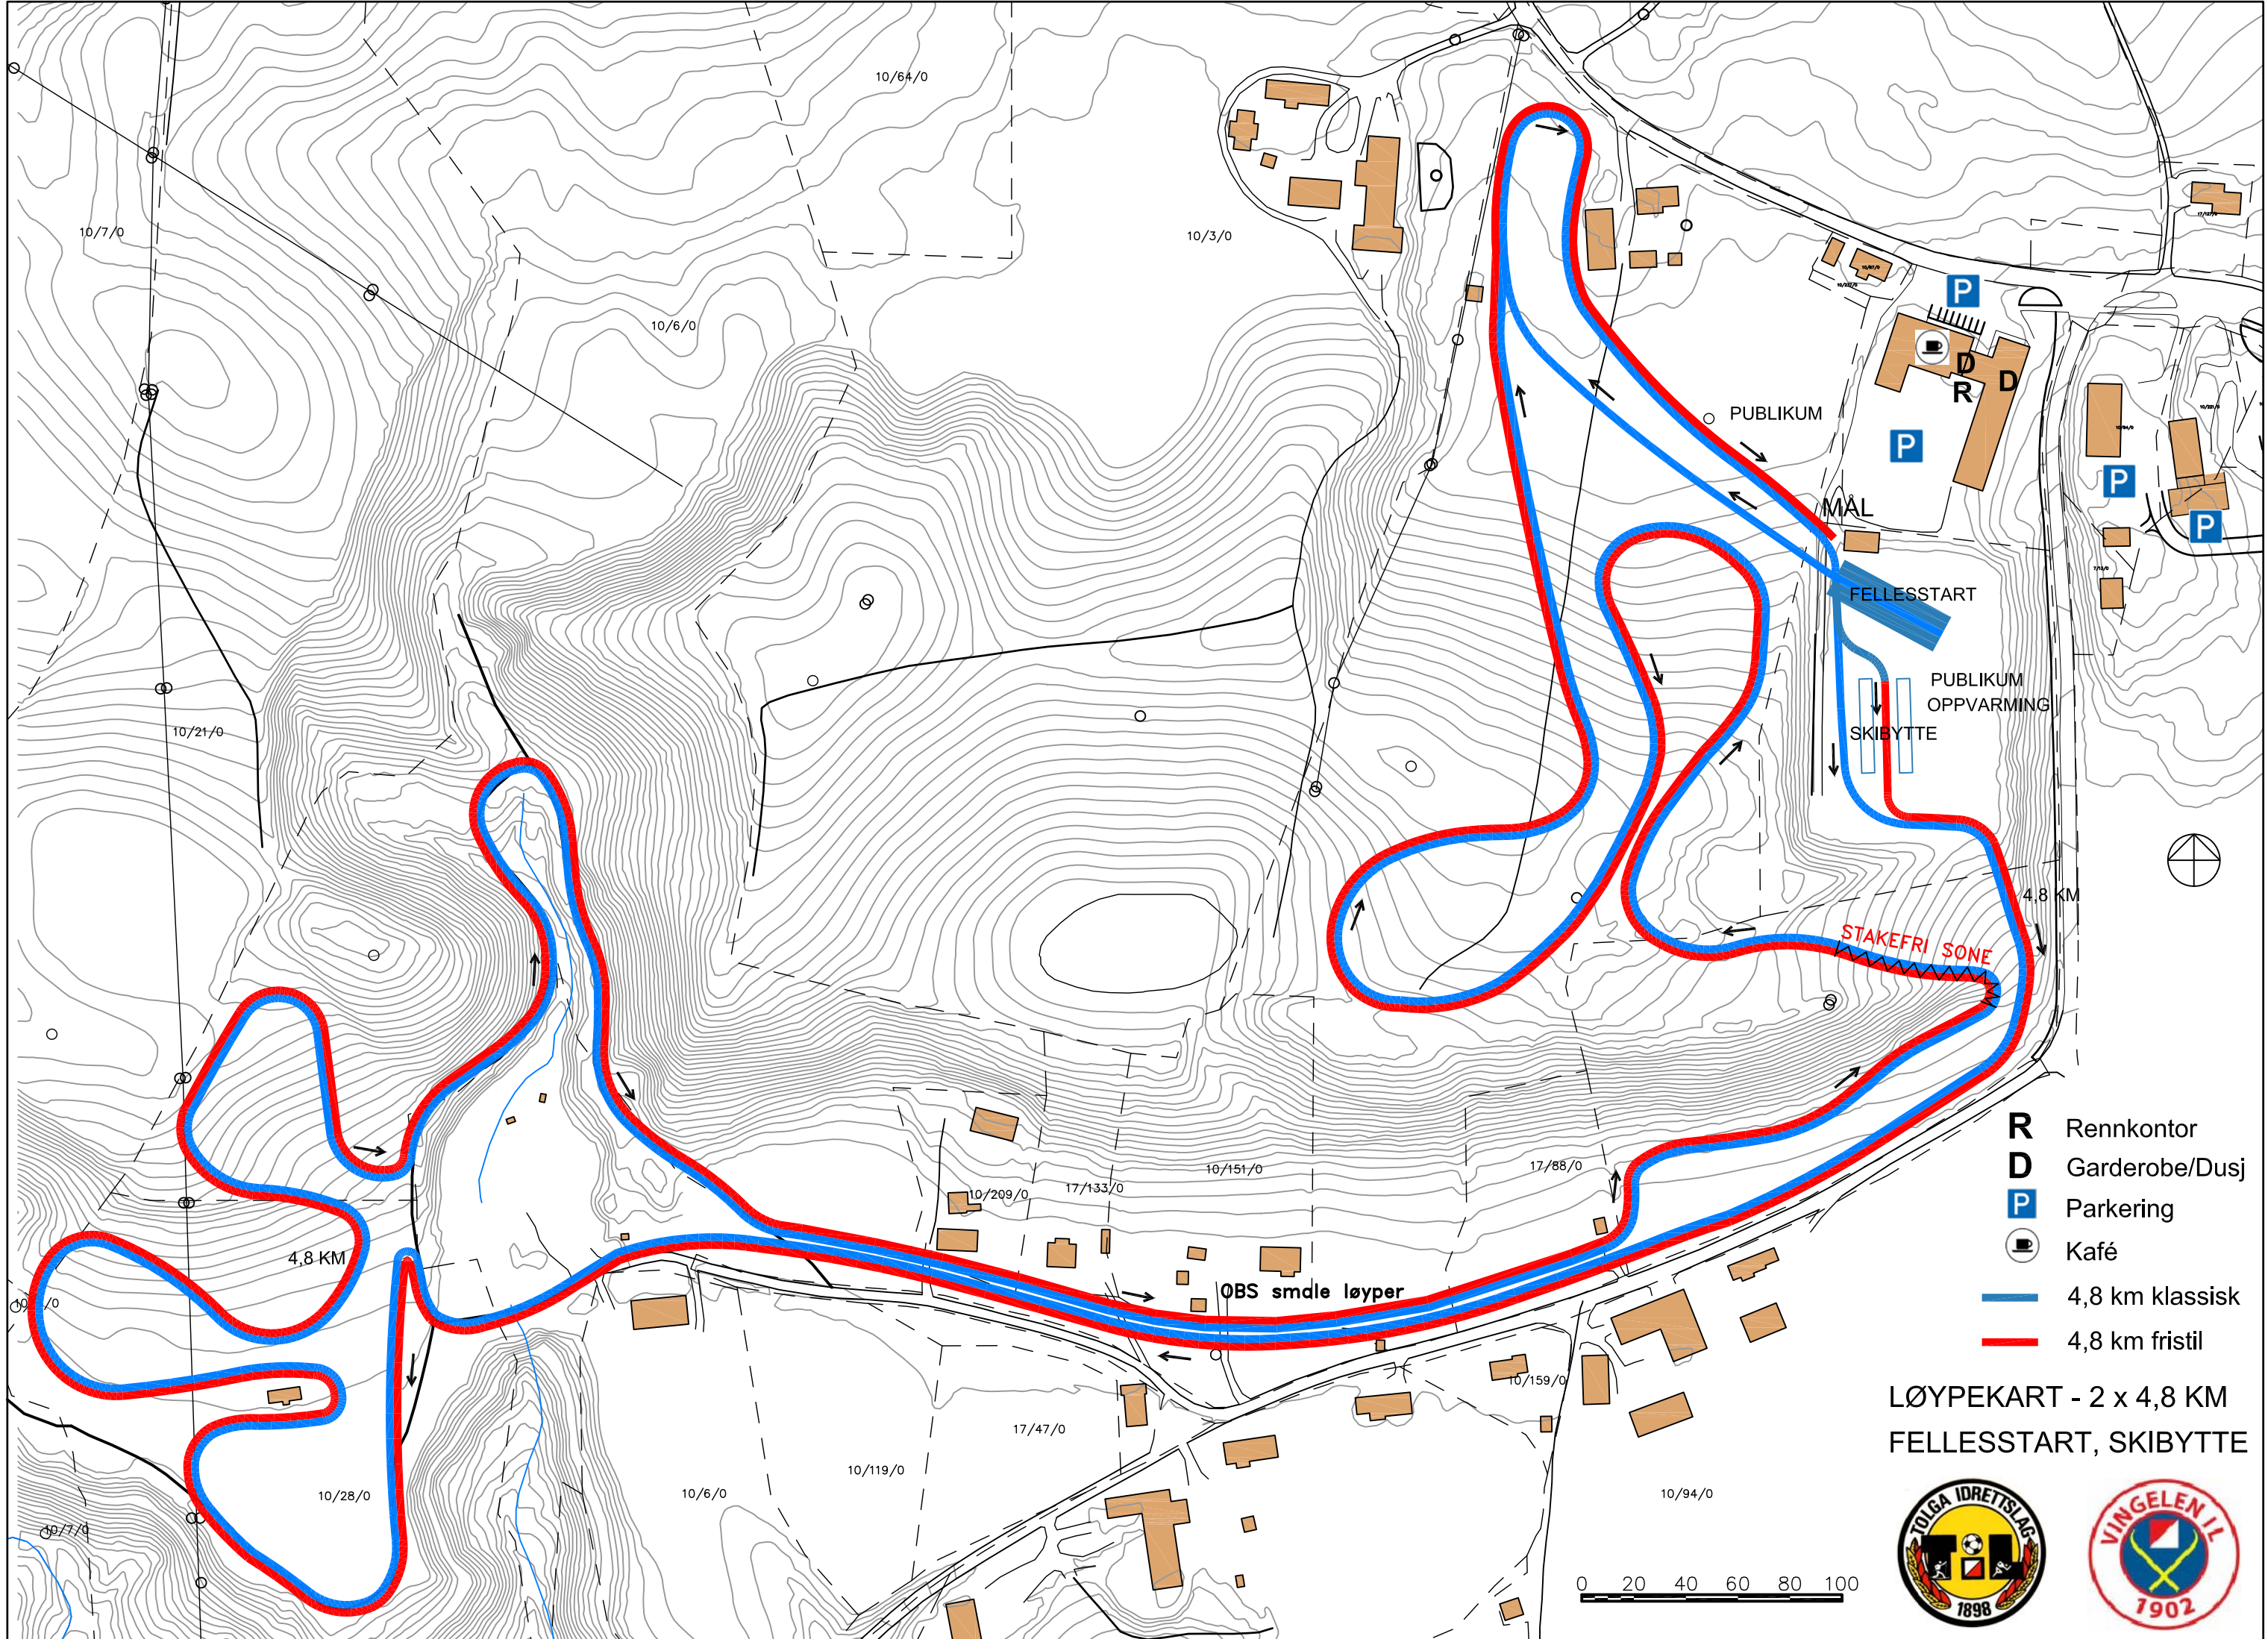 10/64/0
10/7/0
10/3/0
10/6/0
P
D
D
R
PUBLIKUM
P
P
MÅL
P
FELLESSTART
PUBLIKUM
OPPVARMING
10/21/0
SKIBYTTE
4,8 KM
STAKEFRI SONE
R Rennkontor
D Garderobe/Dusj
P Parkering
Kafé
4,8 km klassisk
4,8 km fristil
10/151/0
17/88/0
17/133/0
10/209/0
4,8 KM
OBS smale løyper
10/159/0
LØYPEKART - 2 x 4,8 KM
FELLESSTART, SKIBYTTE
17/47/0
10/119/0
10/28/0
10/6/0
10/94/0
10/7/0
0 20 40 60 80 100
TOLGA IDRETTSLAG
TIL
1898
VINGELEN IL
1902